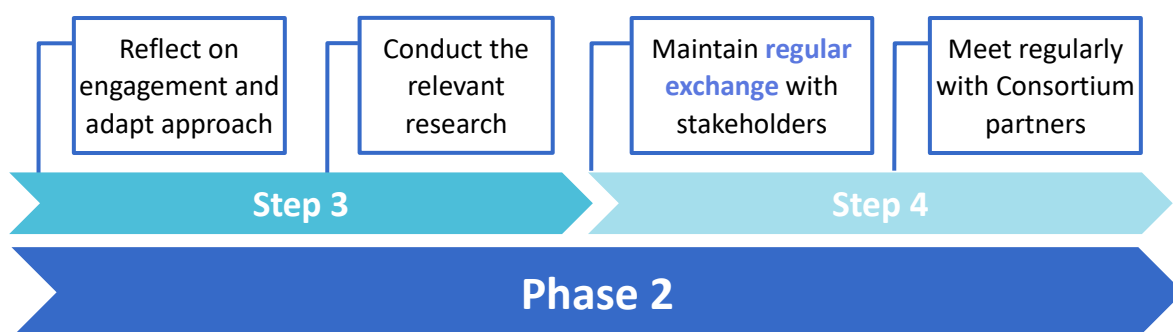 Reflect on
engagement and
adapt approach
Conduct the
relevant
research
Maintain regular
exchange with
stakeholders
Meet regularly
with Consortium
partners
Step 3
Step 4
Phase 2